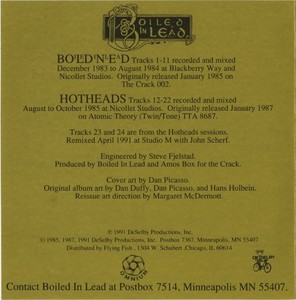 BOILED
IN LEAD
BOILED IN LEAD Tracks 1-11 recorded and mixed
December 1983 to August 1984 at Blackberry Way and
Nicollet Studios. Originally released January 1985 on
The Crack 002.
HOTHEADS Tracks 12-22 recorded and mixed
August to October 1985 at Nicollet Studios. Originally released January 1987
on Atomic Theory (Twin/Tone) TTA 8687.
Tracks 23 and 24 are from the Hotheads sessions.
Remixed April 1991 at Studio M with John Scherf.
Engineered by Steve Fjelstad.
Produced by Boiled In Lead and Amos Box for the Crack.
Cover art by Dan Picasso.
Original album art by Dan Duffy, Dan Picasso, and Hans Holbein.
Reissue art direction by Margaret McDermott.
© 1991 DeSelby Productions, Inc.
℗ 1985, 1987, 1991 DeSelby Productions, Inc. Postbox 7367, Minneapolis, MN 55407
Distributed by Flying Fish, 1304 W. Schubert, Chicago, IL 60614
OMNIUM
DESELBY
Contact Boiled In Lead at Postbox 7514, Minneapolis MN 55407.